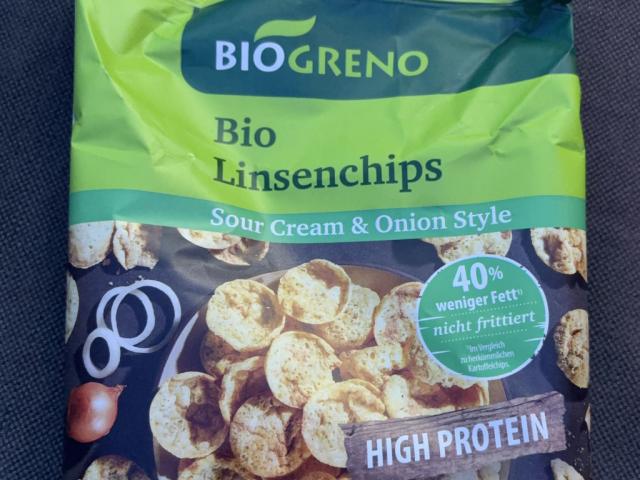 BIOGRENO
Bio
Linsenchips
Sour Cream & Onion Style
40%
weniger Fett¹⁾
nicht frittiert
¹⁾Im Vergleich
zu herkömmlichen
Kartoffelchips.
HIGH PROTEIN